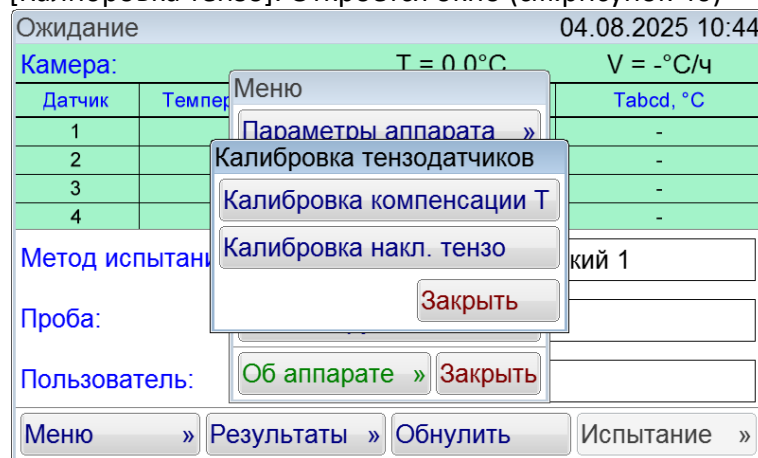 Ожидание 04.08.2025 10:44
Камера: T = 0.0°C V = -°C/ч
Меню
Датчик Темпер Tabcd, °C
Параметры аппарата »
1 -
Калибровка тензодатчиков
2 -
3 -
Калибровка компенсации Т
4 -
Калибровка накл. тензо
Метод испытани кий 1
Закрыть
Проба:
Об аппарате » Закрыть
Пользователь:
Меню » Результаты » Обнулить Испытание »